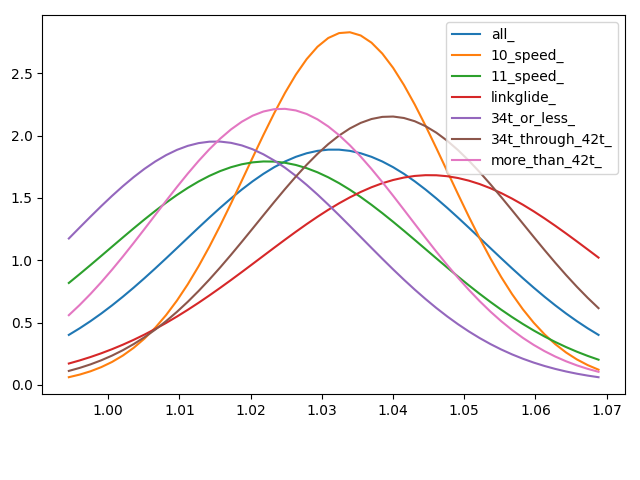 all_
10_speed_
11_speed_
linkglide_
34t_or_less_
34t_through_42t_
more_than_42t_
2.5
2.0
1.5
1.0
0.5
0.0
1.00 1.01 1.02 1.03 1.04 1.05 1.06 1.07